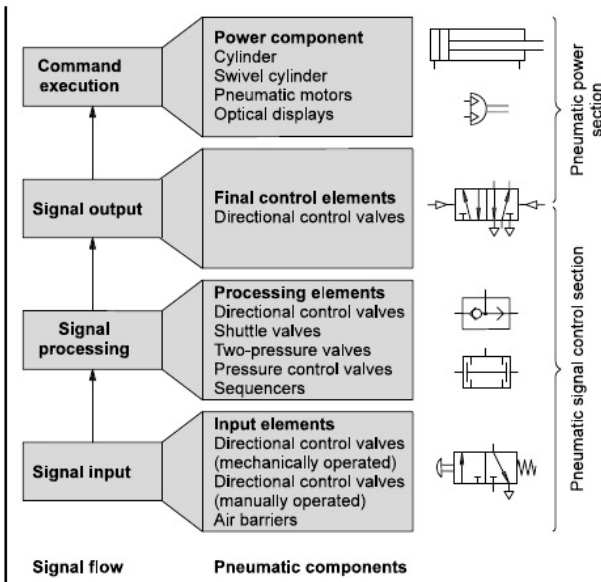 Command
execution
Power component
Cylinder
Swivel cylinder
Pneumatic motors
Optical displays
Pneumatic power
section
Signal output
Final control elements
Directional control valves
Signal
processing
Processing elements
Directional control valves
Shuttle valves
Two-pressure valves
Pressure control valves
Sequencers
Pneumatic signal control section
Signal input
Input elements
Directional control valves
(mechanically operated)
Directional control valves
(manually operated)
Air barriers
Signal flow
Pneumatic components